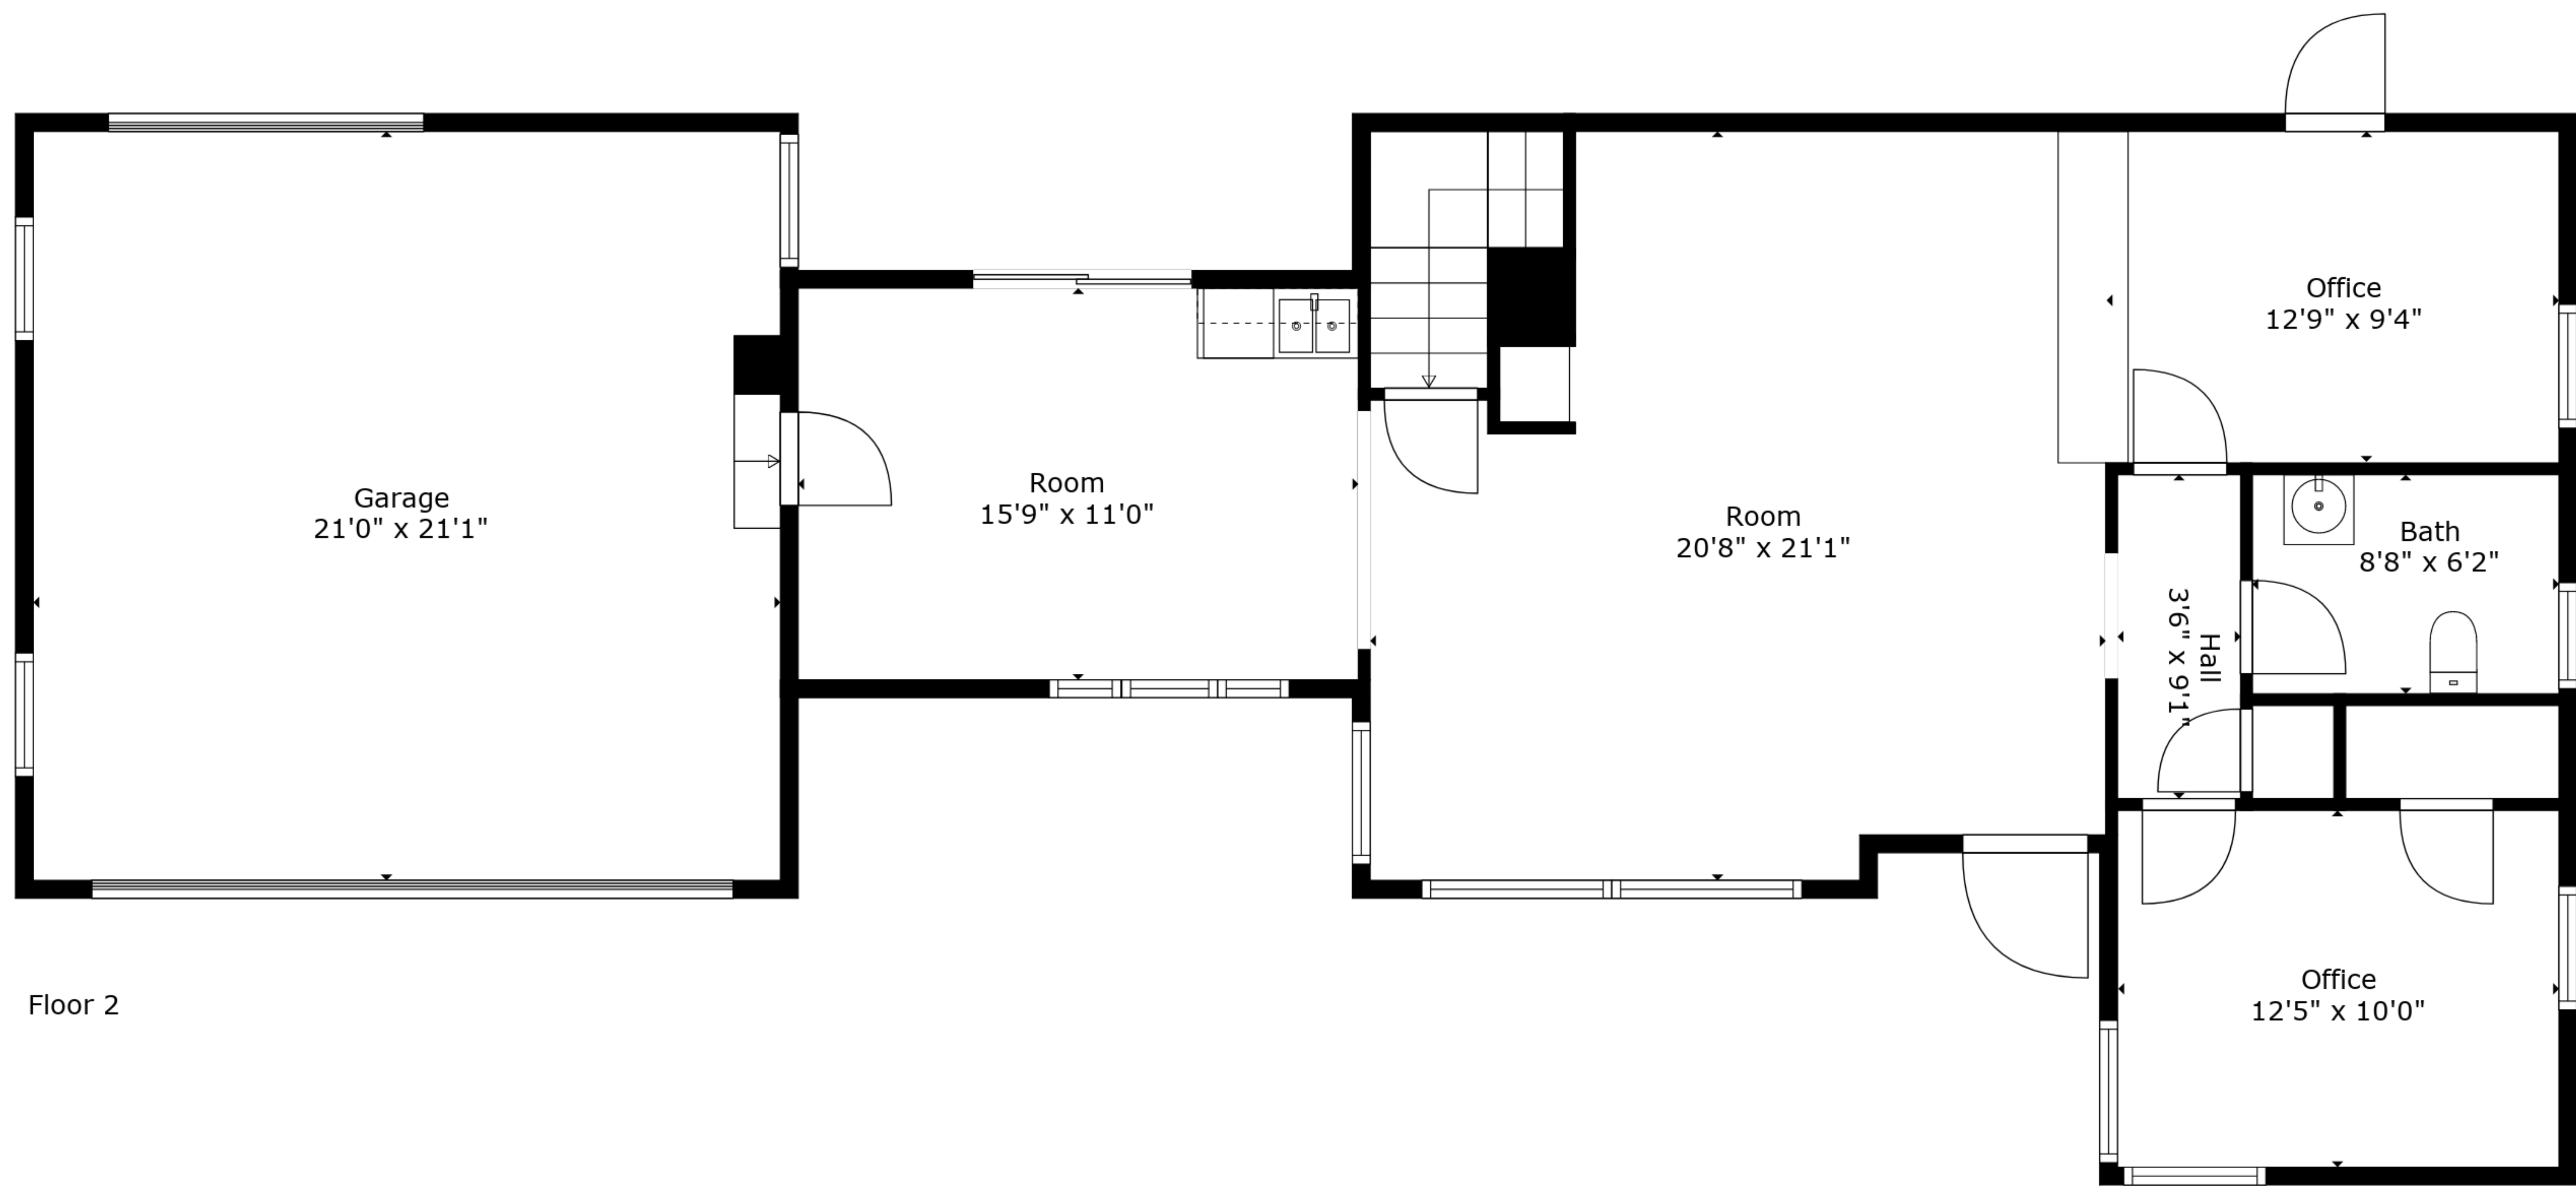 Garage
21'0" x 21'1"
Room
15'9" x 11'0"
Room
20'8" x 21'1"
Office
12'9" x 9'4"
Bath
8'8" x 6'2"
Hall
3'6" x 9'1"
Office
12'5" x 10'0"
Floor 2